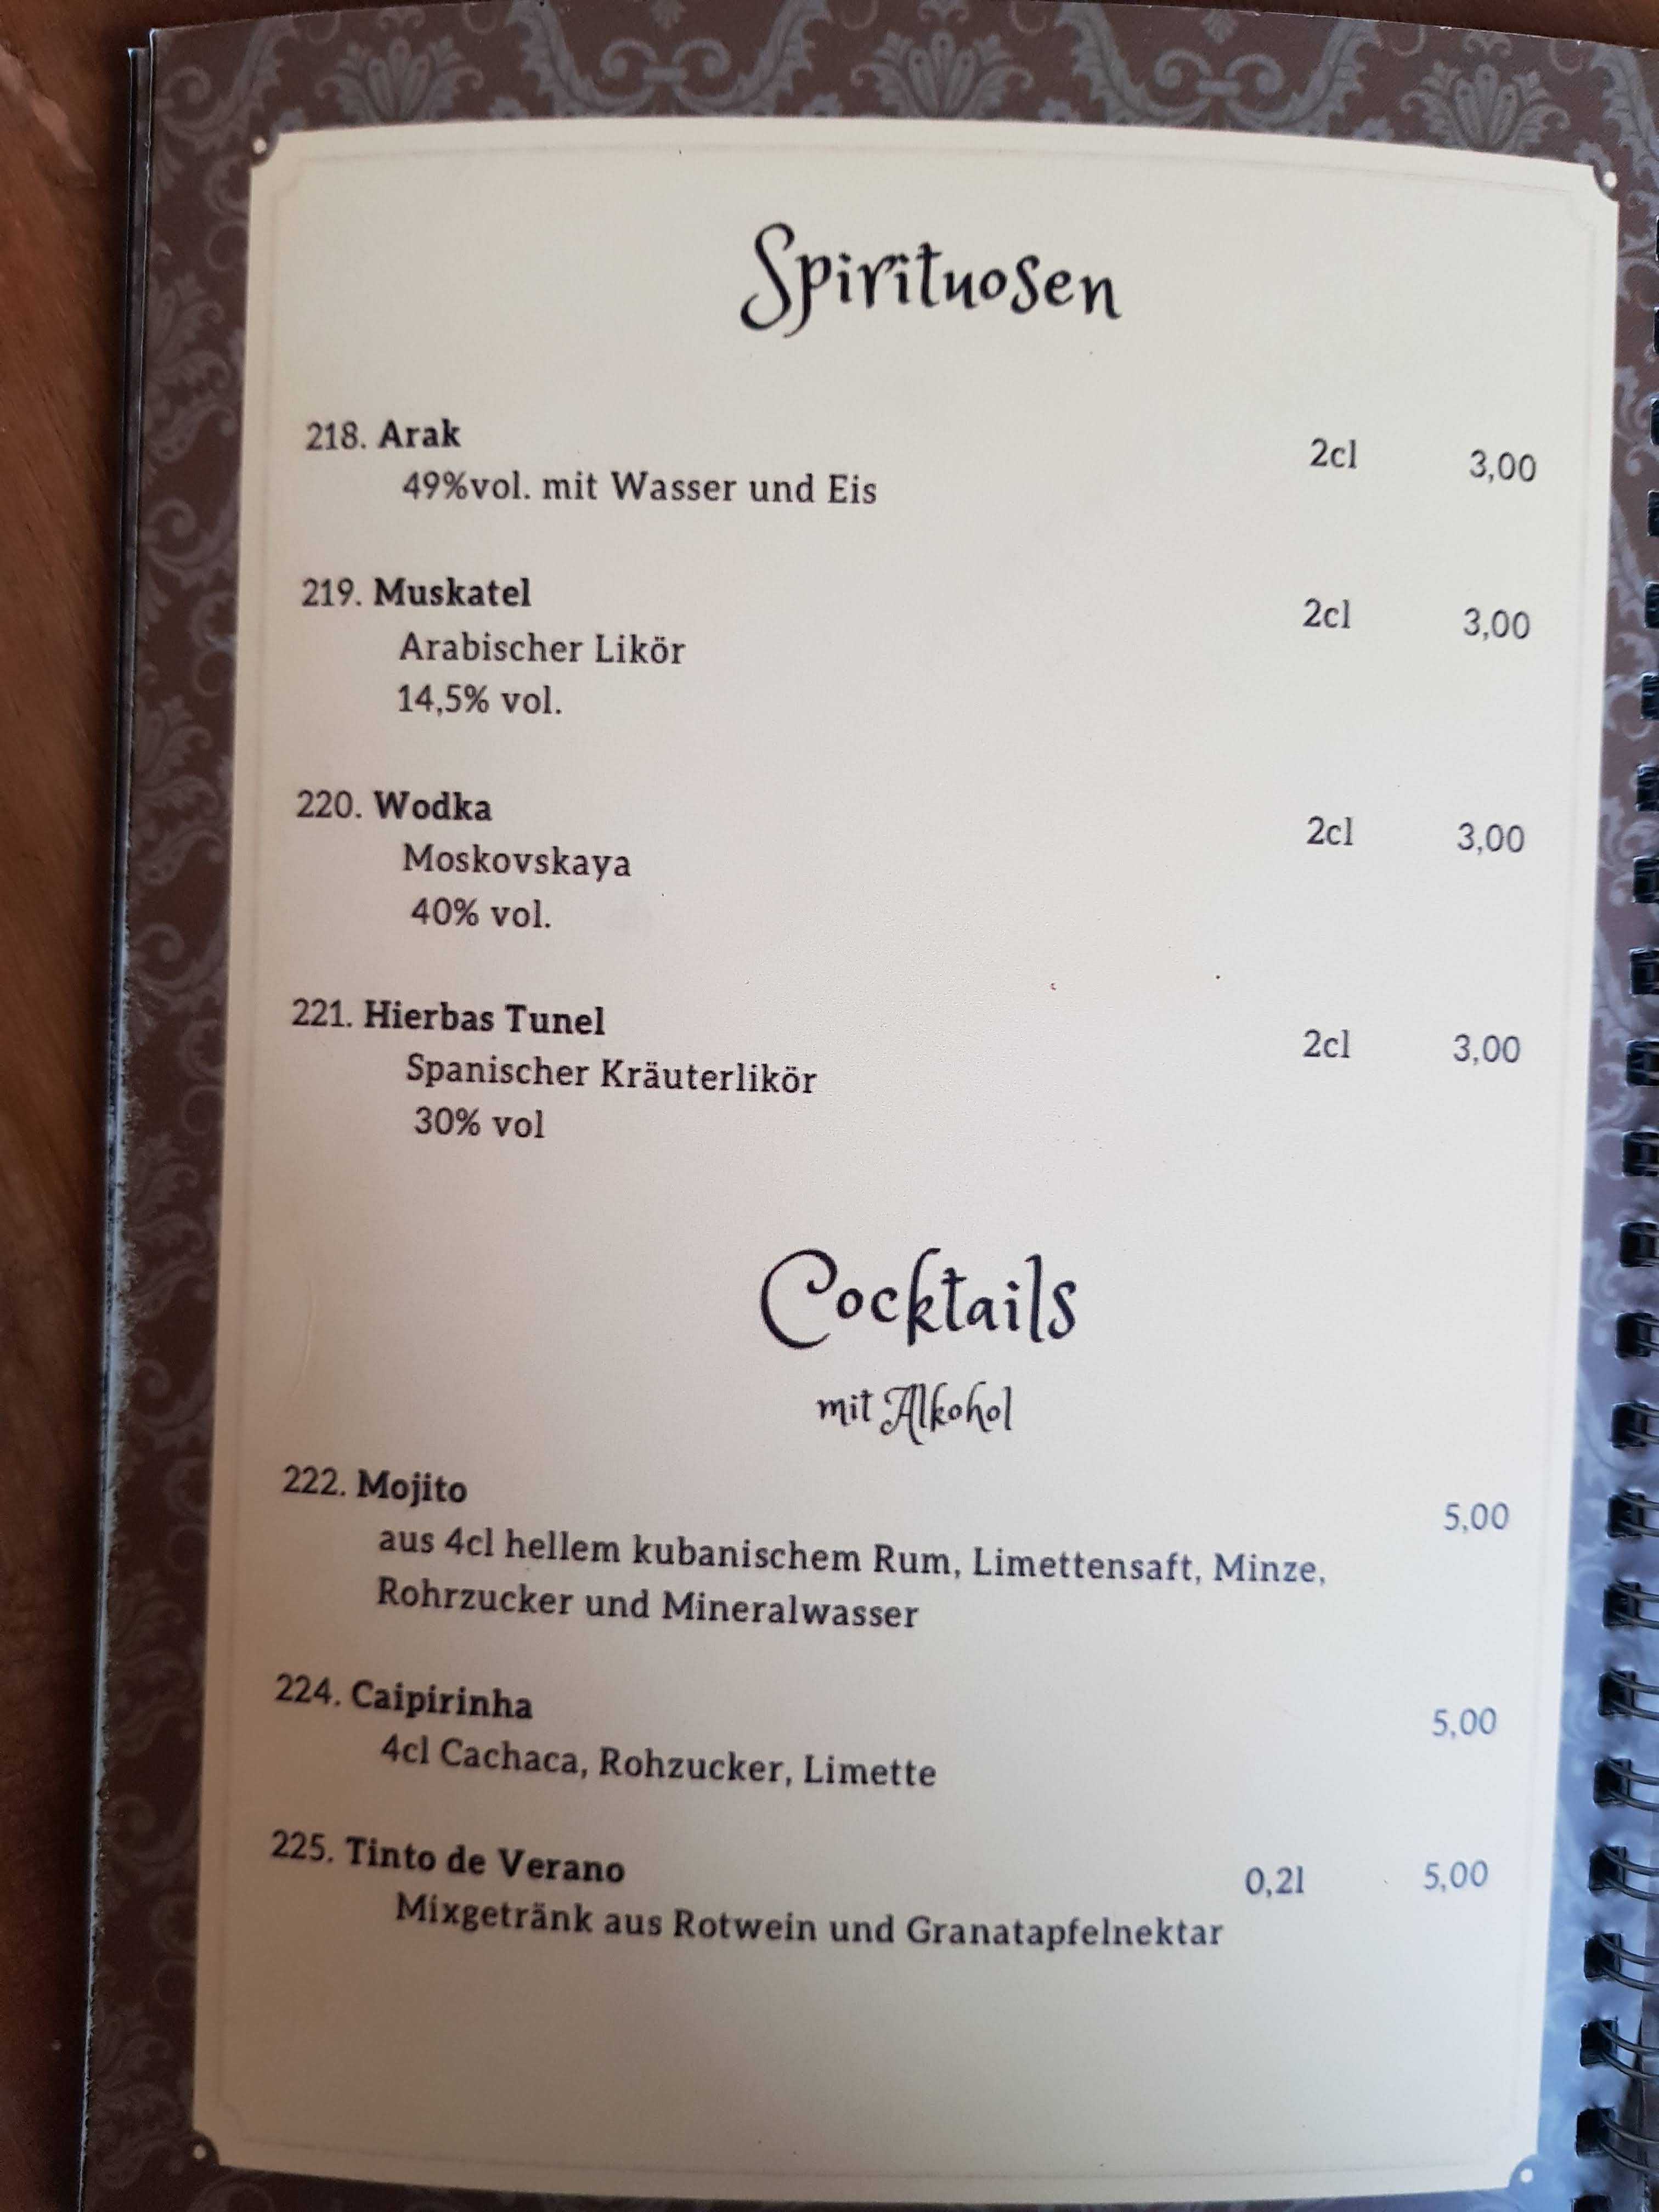 Spirituosen
218. Arak 2cl 3,00
49%vol. mit Wasser und Eis
219. Muskatel 2cl 3,00
Arabischer Likör
14,5% vol.
220. Wodka 2cl 3,00
Moskovskaya
40% vol.
221. Hierbas Tunel 2cl 3,00
Spanischer Kräuterlikör
30% vol
Cocktails
mit Alkohol
222. Mojito 5,00
aus 4cl hellem kubanischem Rum, Limettensaft, Minze,
Rohrzucker und Mineralwasser
224. Caipirinha 5,00
4cl Cachaca, Rohzucker, Limette
225. Tinto de Verano 0,2l 5,00
Mixgetränk aus Rotwein und Granatapfelnektar